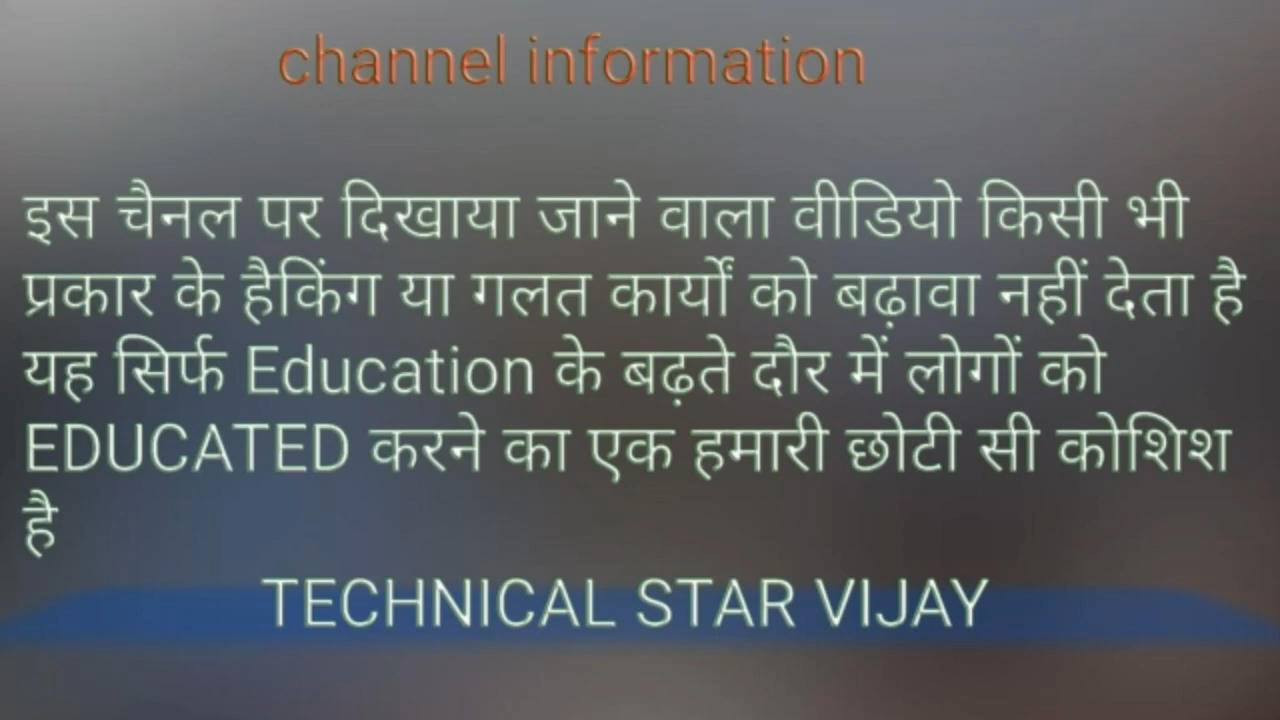 channel information
इस चैनल पर दिखाया जाने वाला वीडियो किसी भी
प्रकार के हैकिंग या गलत कार्यों को बढ़ावा नहीं देता है
यह सिर्फ Education के बढ़ते दौर में लोगों को
EDUCATED करने का एक हमारी छोटी सी कोशिश
है
TECHNICAL STAR VIJAY